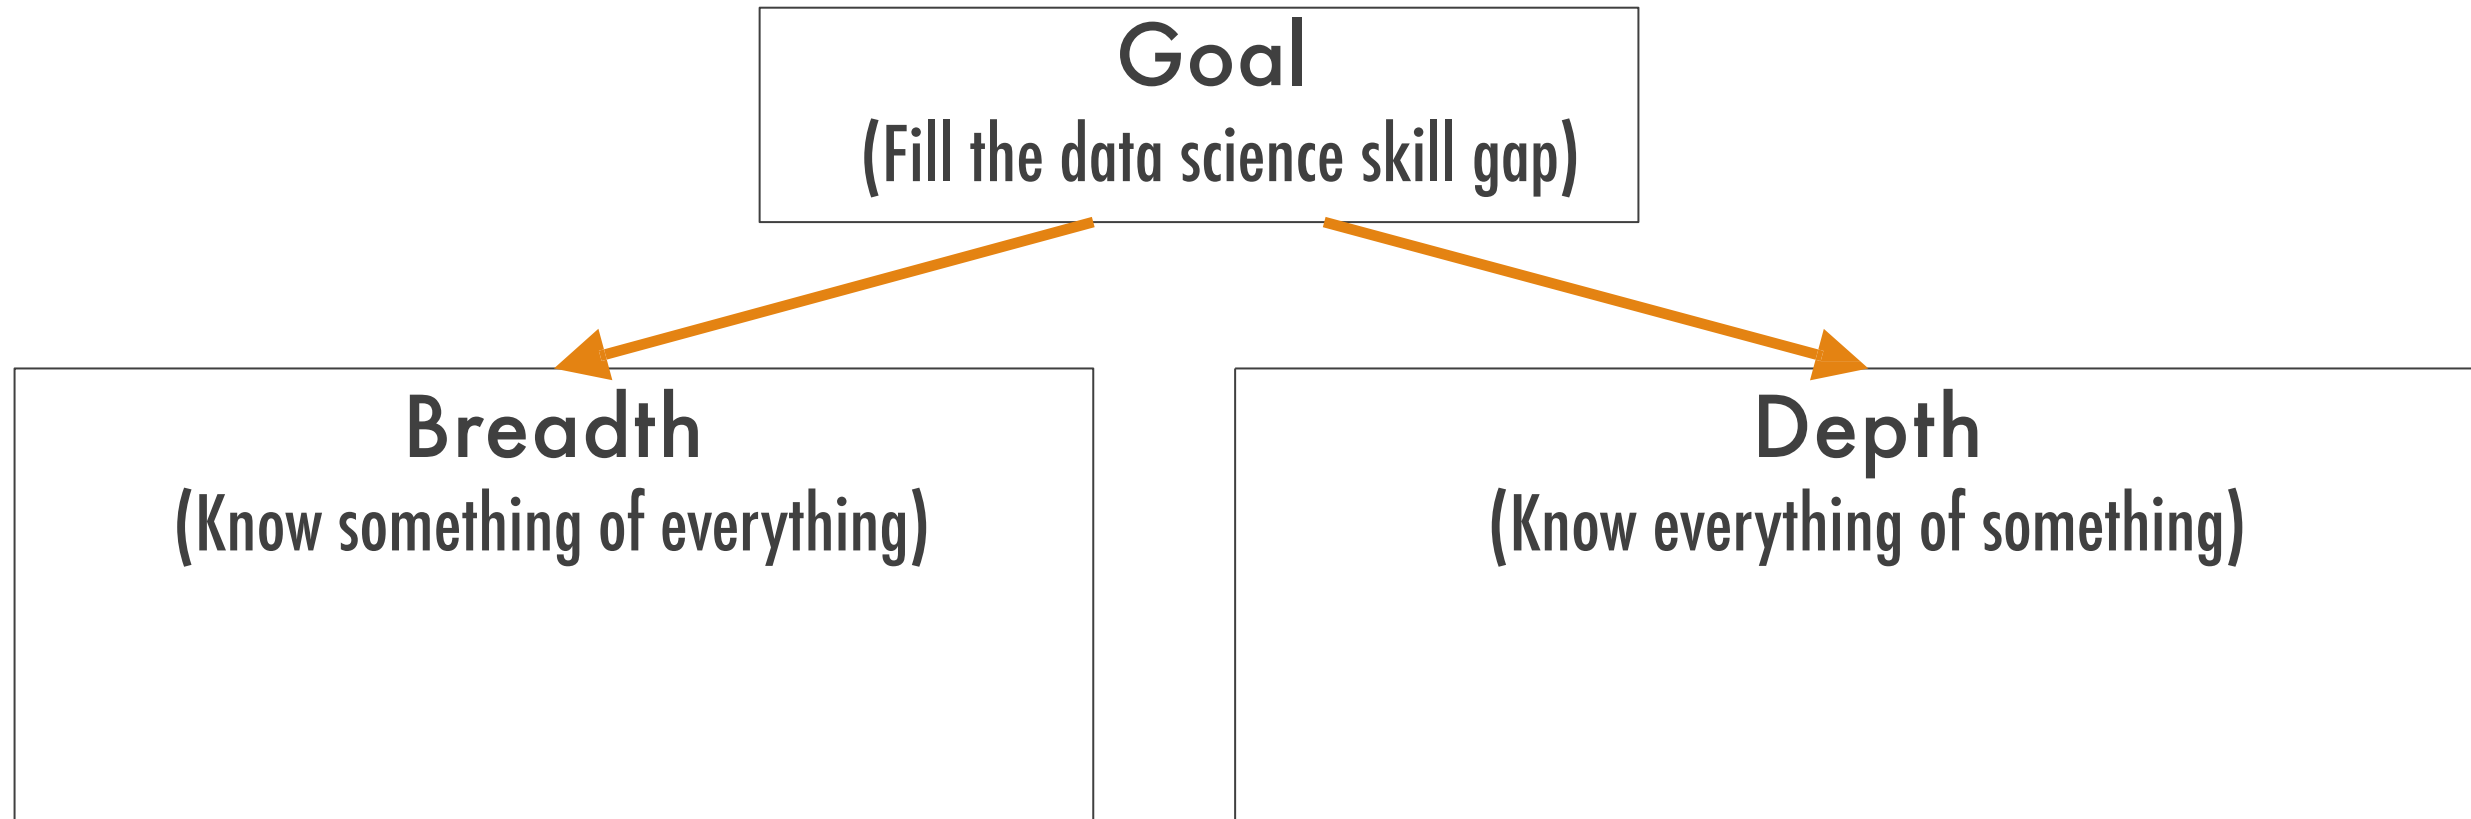 Goal
(Fill the data science skill gap)
Breadth
(Know something of everything)
Depth
(Know everything of something)